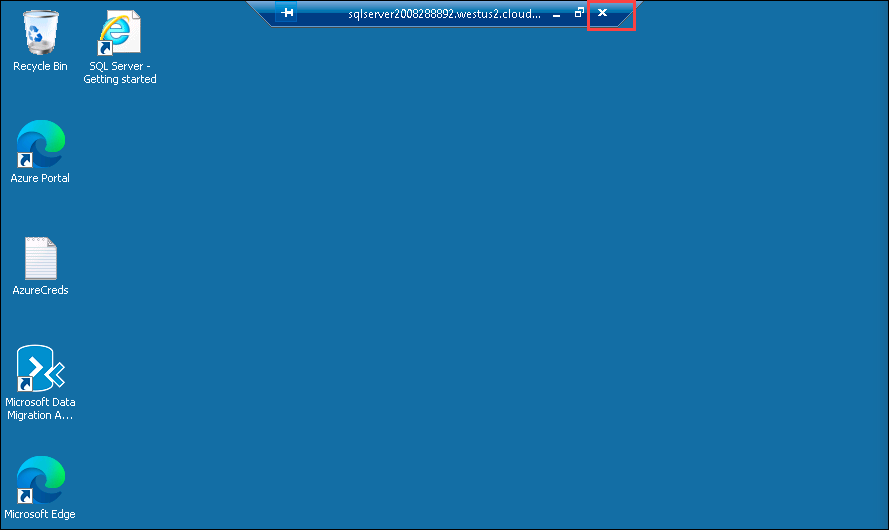 sqlserver2008288892.westus2.cloud...
Recycle Bin
SQL Server -
Getting started
Azure Portal
AzureCreds
Microsoft Data
Migration A...
Microsoft Edge